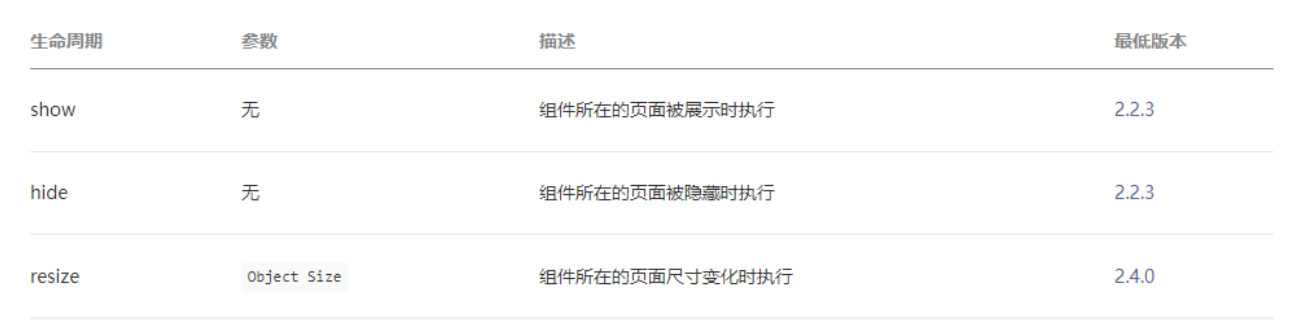 生命周期 参数 描述 最低版本
show 无 组件所在的页面被展示时执行 2.2.3
hide 无 组件所在的页面被隐藏时执行 2.2.3
resize Object Size 组件所在的页面尺寸变化时执行 2.4.0